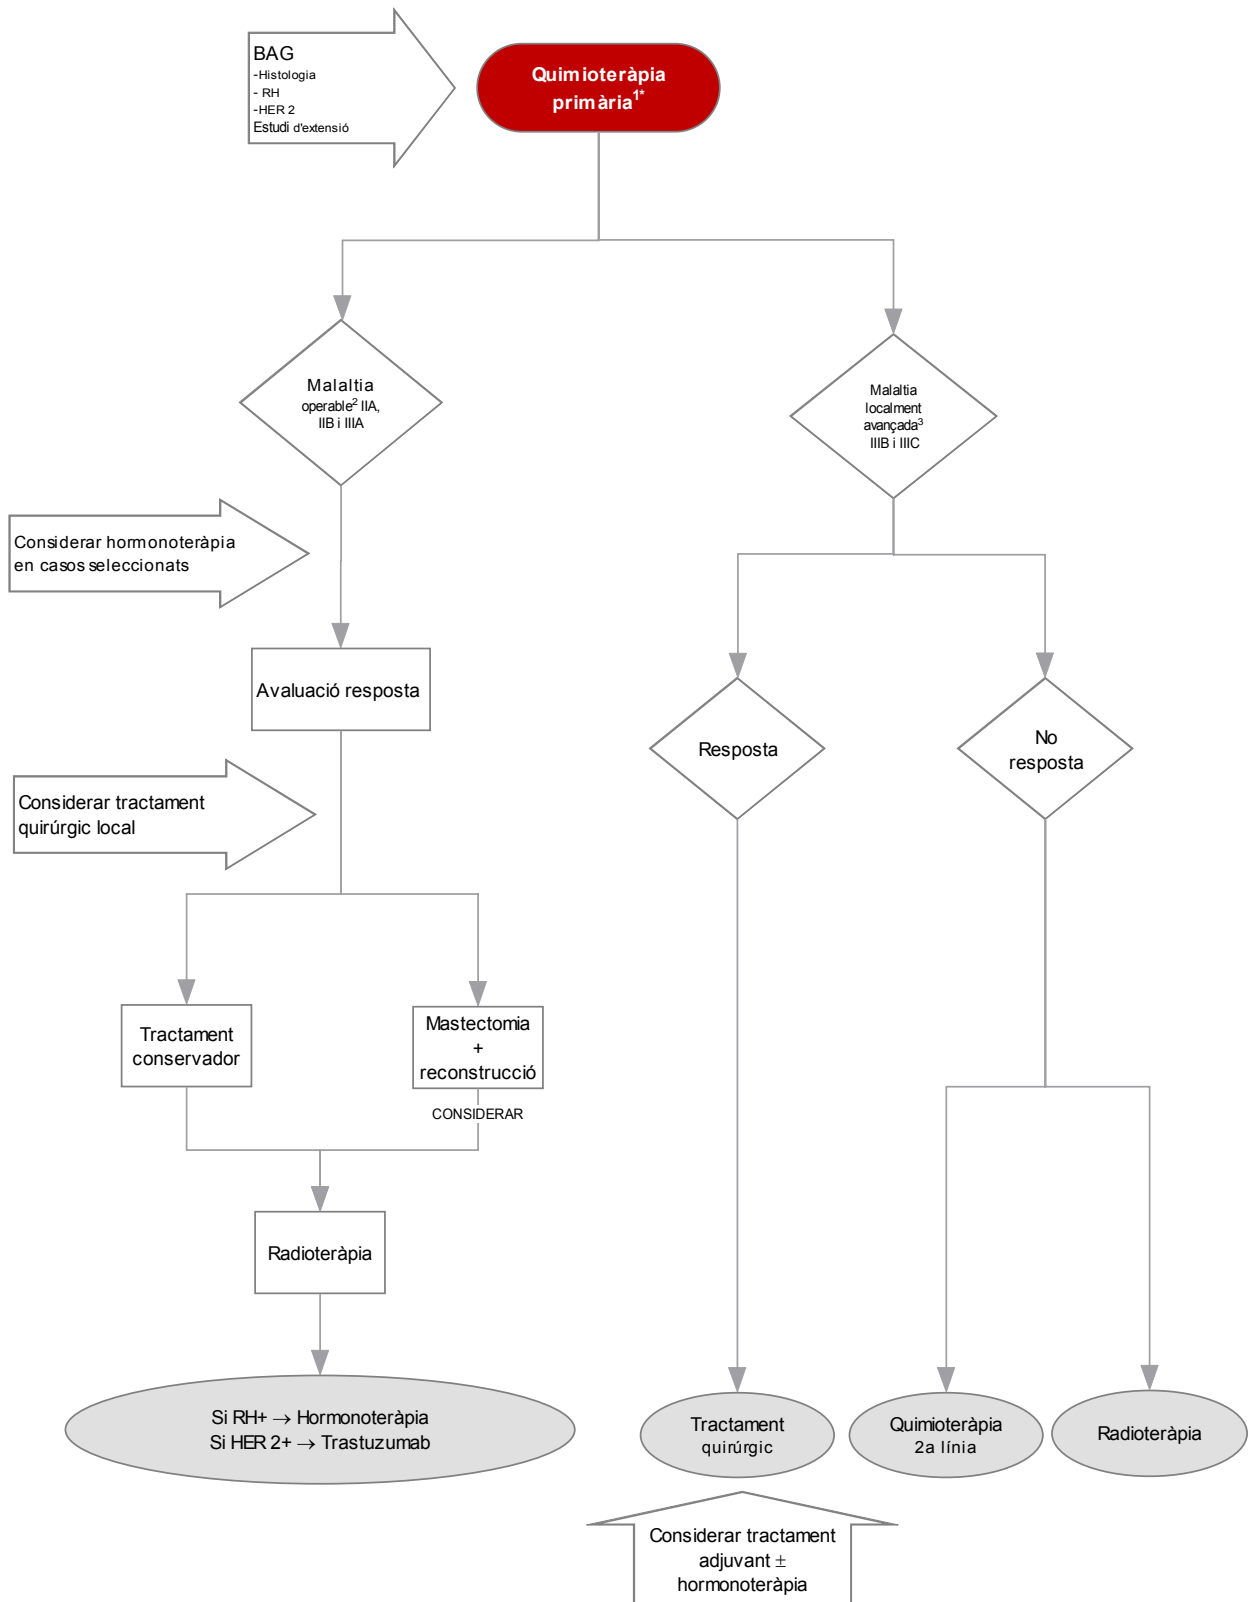 BAG
-Histologia
- RH
-HER 2
Estudi d'extensió
Quimioteràpia
primària1*
Malaltia
operable2 IIA,
IIB i IIIA
Malaltia
localment
avançada3
IIIB i IIIC
Considerar hormonoteràpia
en casos seleccionats
Avaluació resposta
Resposta
No
resposta
Considerar tractament
quirúrgic local
Tractament
conservador
Mastectomia
+
reconstrucció
CONSIDERAR
Radioteràpia
Si RH+ → Hormonoteràpia
Si HER 2+ → Trastuzumab
Tractament
quirúrgic
Quimioteràpia
2a línia
Radioteràpia
Considerar tractament
adjuvant ±
hormonoteràpia